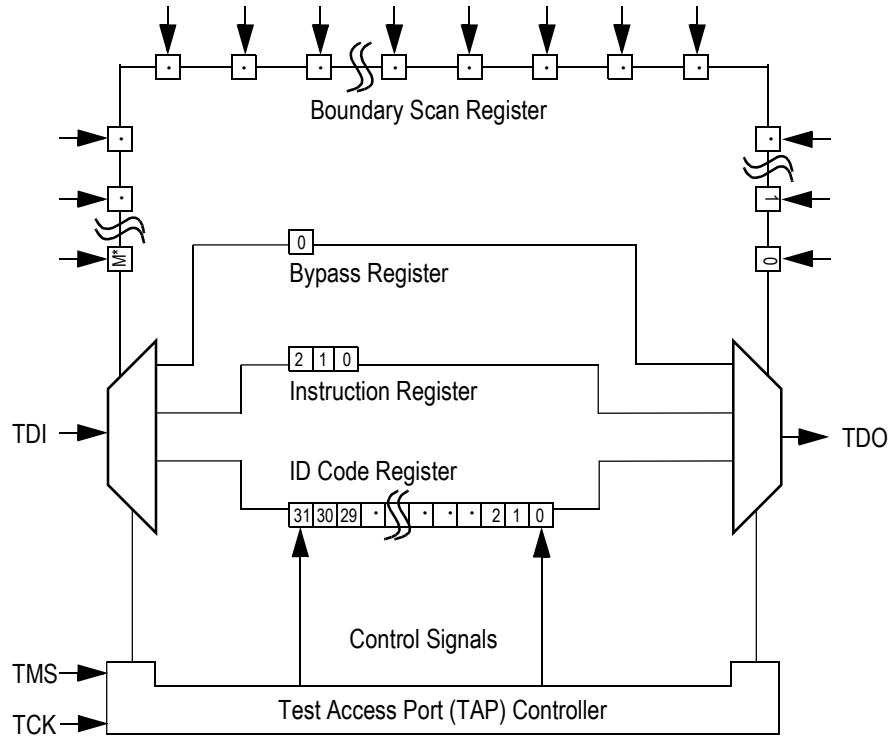 Boundary Scan Register
1
M*
0
0
Bypass Register
2 1 0
Instruction Register
TDI
TDO
ID Code Register
31 30 29 · · · · 2 1 0
Control Signals
TMS
Test Access Port (TAP) Controller
TCK